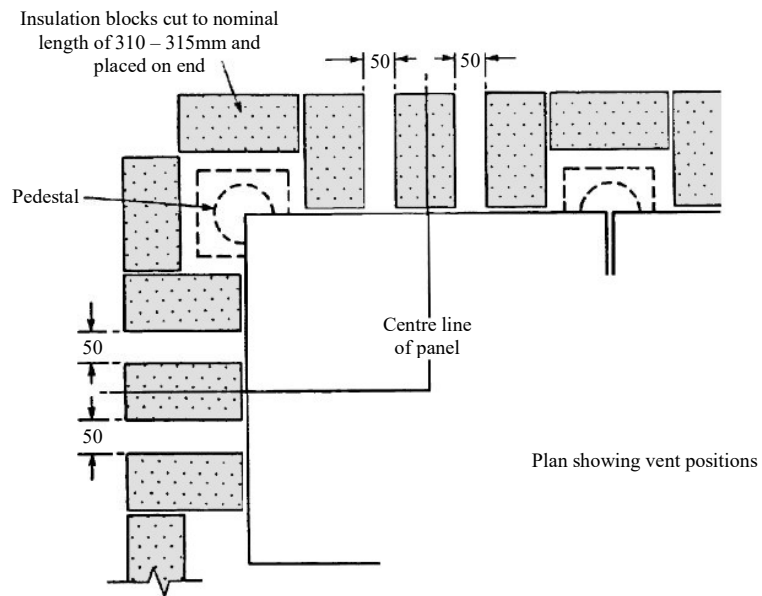 Insulation blocks cut to nominal
length of 310 – 315mm and
placed on end
50
50
Pedestal
Centre line
of panel
50
50
Plan showing vent positions